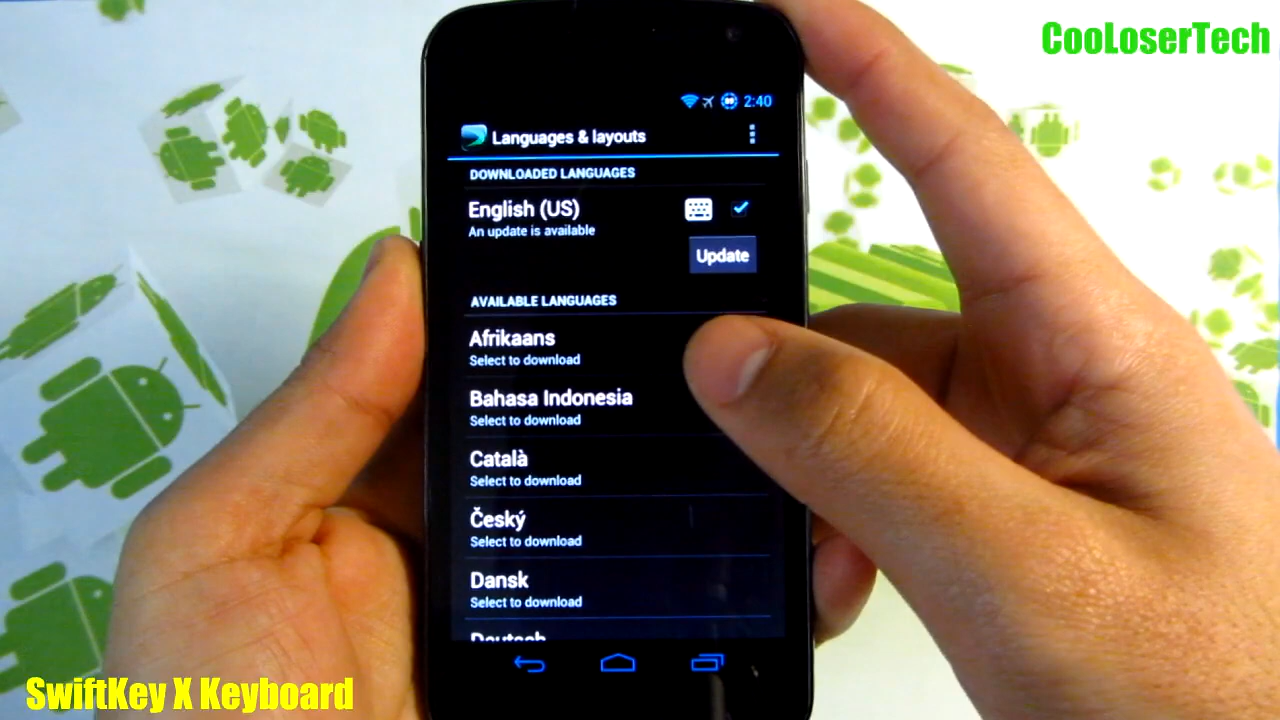 CooLoserTech
2:40
Languages & layouts
DOWNLOADED LANGUAGES
English (US)
An update is available
Update
AVAILABLE LANGUAGES
Afrikaans
Select to download
Bahasa Indonesia
Select to download
Català
Select to download
Český
Select to download
Dansk
Select to download
Deutsch
SwiftKey X Keyboard